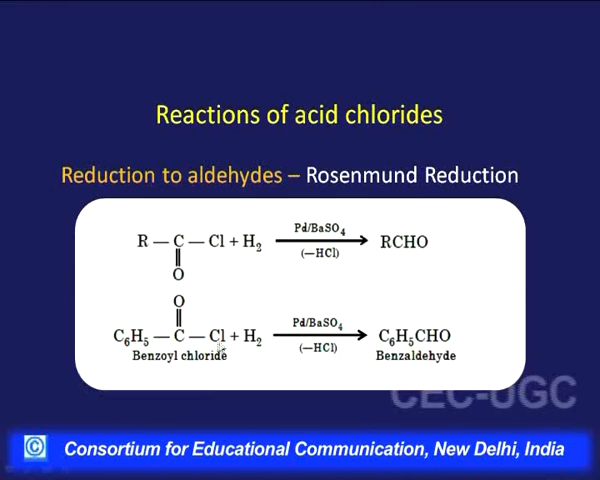 Reactions of acid chlorides
Reduction to aldehydes – Rosenmund Reduction
R — C — Cl + H₂ Pd/BaSO₄ (—HCl) RCHO
O
O
C₆H₅ — C — Cl + H₂ Pd/BaSO₄ (—HCl) C₆H₅CHO
Benzoyl chloride Benzaldehyde
CEC-UGC
© Consortium for Educational Communication, New Delhi, India